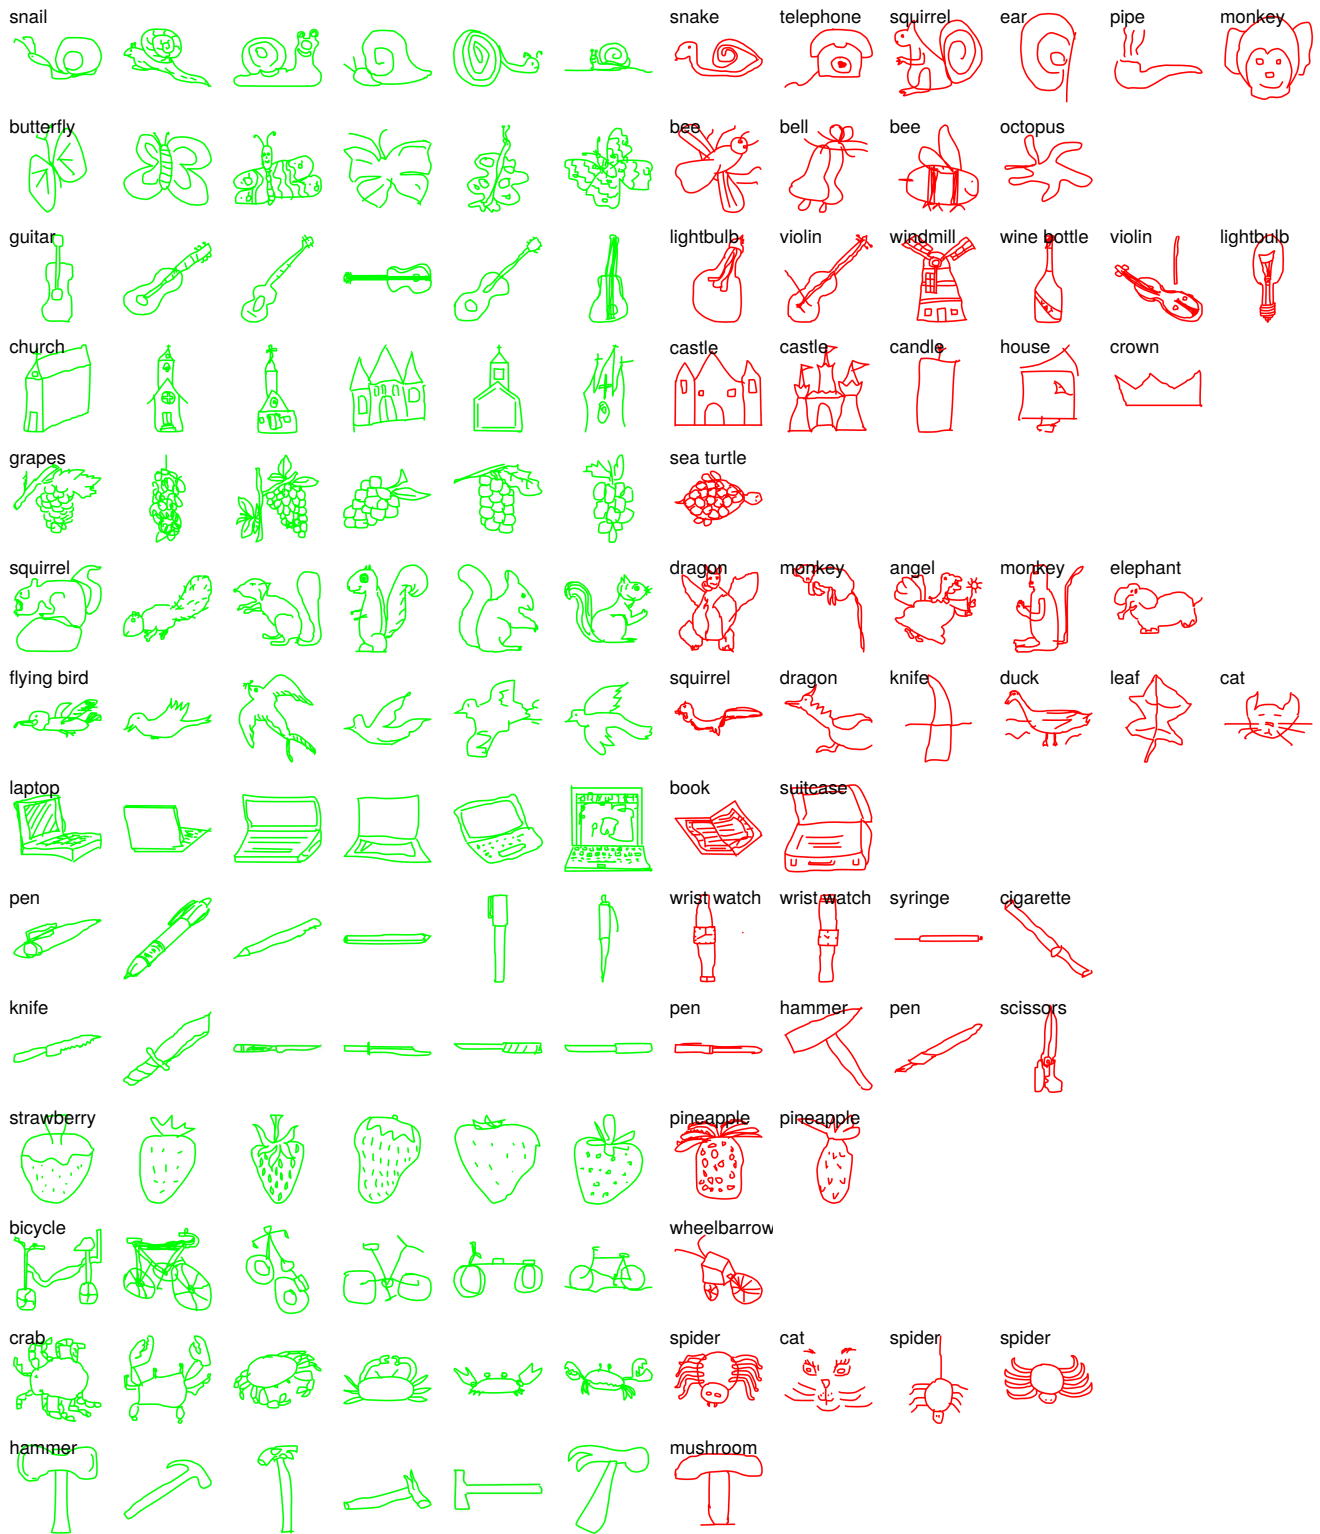 snail snake telephone squirrel ear pipe monkey
butterfly bee bell bee octopus
guitar lightbulb violin windmill wine bottle violin lightbulb
church castle castle candle house crown
grapes sea turtle
squirrel dragon monkey angel monkey elephant
flying bird squirrel dragon knife duck leaf cat
laptop book suitcase
pen wrist watch wrist watch syringe cigarette
knife pen hammer pen scissors
strawberry pineapple pineapple
bicycle wheelbarrow
crab spider cat spider spider
hammer mushroom